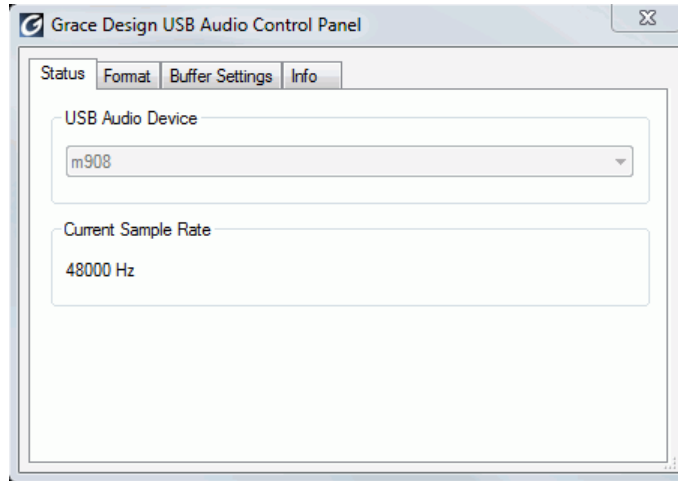 Grace Design USB Audio Control Panel
Status Format Buffer Settings Info
USB Audio Device
m908
Current Sample Rate
48000 Hz